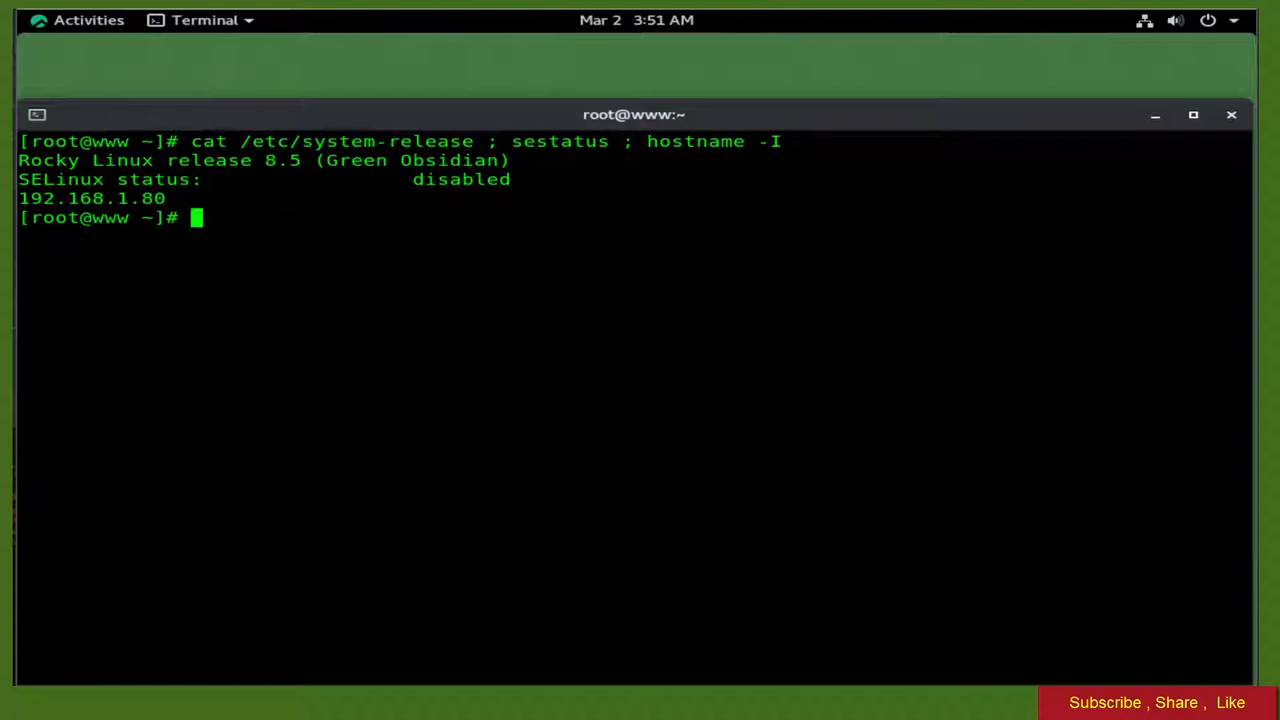 Activities Terminal Mar 2 3:51 AM
root@www:~
[root@www ~]# cat /etc/system-release ; sestatus ; hostname -I
Rocky Linux release 8.5 (Green Obsidian)
SELinux status: disabled
192.168.1.80
[root@www ~]#
Subscribe , Share , Like